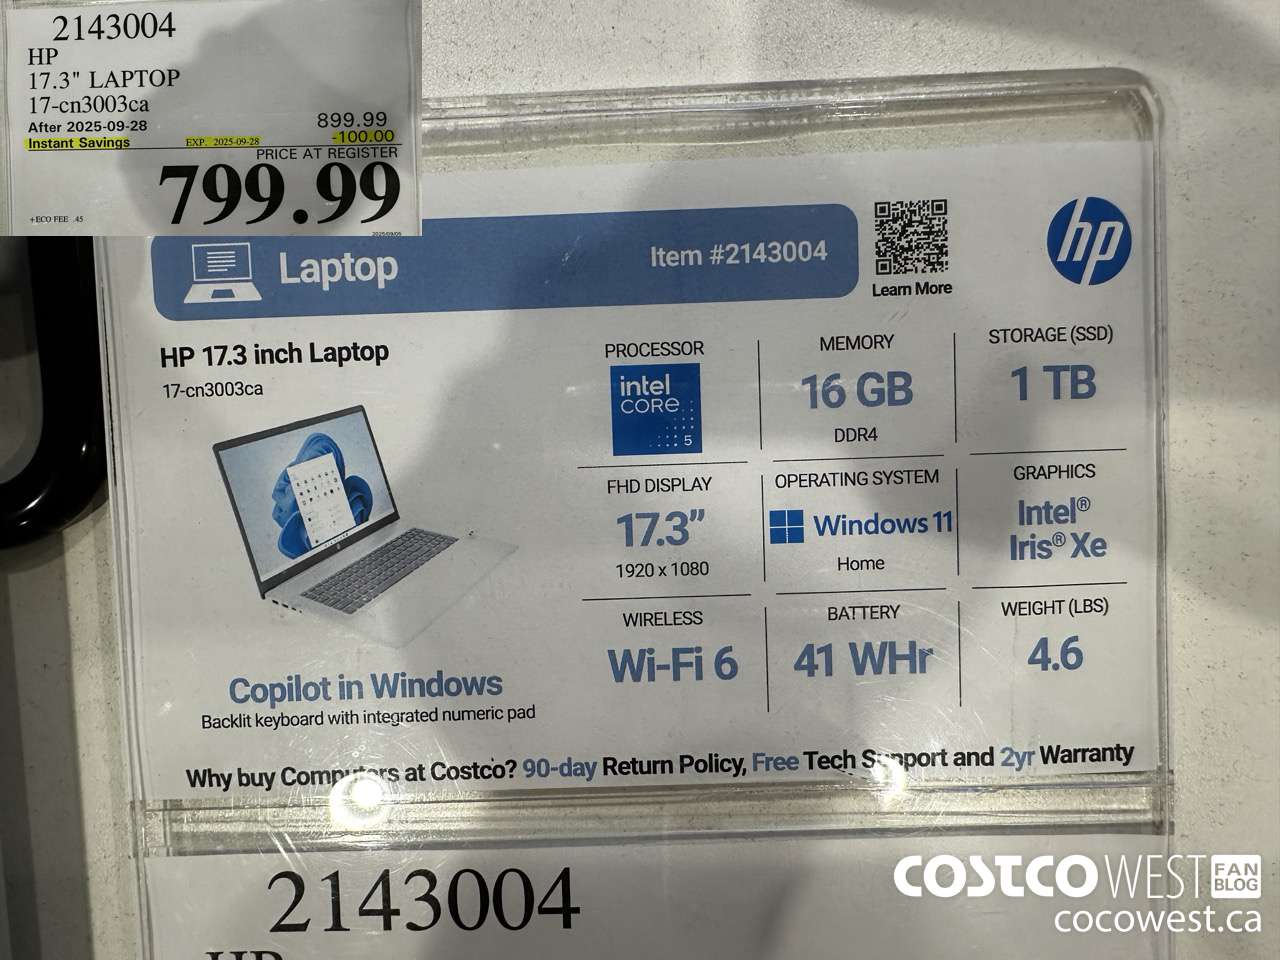 2143004
HP
17.3" LAPTOP
17-cn3003ca
After 2025-09-28 899.99
Instant Savings EXP. 2025-09-28 -100.00
PRICE AT REGISTER
799.99
+ECO FEE .45
2025/09/05
Laptop
Item #2143004
Learn More
hp
HP 17.3 inch Laptop
17-cn3003ca
PROCESSOR
intel
CORE
5
MEMORY
16 GB
DDR4
STORAGE (SSD)
1 TB
FHD DISPLAY
17.3”
1920 x 1080
OPERATING SYSTEM
Windows 11
Home
GRAPHICS
Intel®
Iris® Xe
WIRELESS
Wi-Fi 6
BATTERY
41 WHr
WEIGHT (LBS)
4.6
Copilot in Windows
Backlit keyboard with integrated numeric pad
Why buy Computers at Costco? 90-day Return Policy, Free Tech Support and 2yr Warranty
2143004
HP
COSTCO WEST FAN BLOG
cocowest.ca